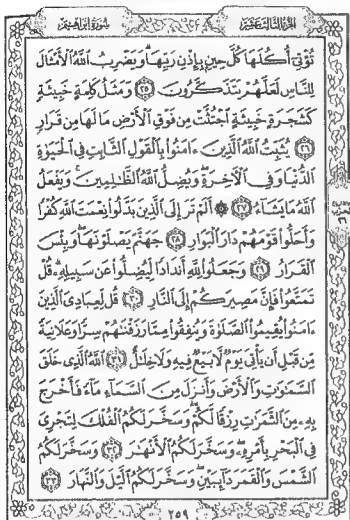 الجزء الثالث عشر
سورة إبراهيم
تُؤْتِىٓ أُكُلَهَا كُلَّ حِينٍۭ بِإِذْنِ رَبِّهَاۗ وَيَضْرِبُ ٱللَّهُ ٱلْأَمْثَالَ
لِلنَّاسِ لَعَلَّهُمْ يَتَذَكَّرُونَ ۝٢٥ وَمَثَلُ كَلِمَةٍ خَبِيثَةٍ
كَشَجَرَةٍ خَبِيثَةٍ ٱجْتُثَّتْ مِن فَوْقِ ٱلْأَرْضِ مَا لَهَا مِن قَرَارٍ
۝٢٦ يُثَبِّتُ ٱللَّهُ ٱلَّذِينَ ءَامَنُوا۟ بِٱلْقَوْلِ ٱلثَّابِتِ فِى ٱلْحَيَوٰةِ
ٱلدُّنْيَا وَفِى ٱلْءَاخِرَةِۖ وَيُضِلُّ ٱللَّهُ ٱلظَّٰلِمِينَۚ وَيَفْعَلُ
ٱللَّهُ مَا يَشَآءُ ۝٢٧ ۞ أَلَمْ تَرَ إِلَى ٱلَّذِينَ بَدَّلُوا۟ نِعْمَتَ ٱللَّهِ كُفْرًا
وَأَحَلُّوا۟ قَوْمَهُمْ دَارَ ٱلْبَوَارِ ۝٢٨ جَهَنَّمَ يَصْلَوْنَهَاۖ وَبِئْسَ
ٱلْقَرَارُ ۝٢٩ وَجَعَلُوا۟ لِلَّهِ أَندَادًا لِّيُضِلُّوا۟ عَن سَبِيلِهِۦۗ قُلْ
تَمَتَّعُوا۟ فَإِنَّ مَصِيرَكُمْ إِلَى ٱلنَّارِ ۝٣٠ قُل لِّعِبَادِىَ ٱلَّذِينَ
ءَامَنُوا۟ يُقِيمُوا۟ ٱلصَّلَوٰةَ وَيُنفِقُوا۟ مِمَّا رَزَقْنَٰهُمْ سِرًّا وَعَلَانِيَةً
مِّن قَبْلِ أَن يَأْتِىَ يَوْمٌ لَّا بَيْعٌ فِيهِ وَلَا خِلَٰلٌ ۝٣١ ٱللَّهُ ٱلَّذِى خَلَقَ
ٱلسَّمَٰوَٰتِ وَٱلْأَرْضَ وَأَنزَلَ مِنَ ٱلسَّمَآءِ مَآءً فَأَخْرَجَ
بِهِۦ مِنَ ٱلثَّمَرَٰتِ رِزْقًا لَّكُمْۖ وَسَخَّرَ لَكُمُ ٱلْفُلْكَ لِتَجْرِىَ
فِى ٱلْبَحْرِ بِأَمْرِهِۦۖ وَسَخَّرَ لَكُمُ ٱلْأَنْهَٰرَ ۝٣٢ وَسَخَّرَ لَكُمُ
ٱلشَّمْسَ وَٱلْقَمَرَ دَآئِبَيْنِۖ وَسَخَّرَ لَكُمُ ٱلَّيْلَ وَٱلنَّهَارَ ۝٣٣
٢٥٩